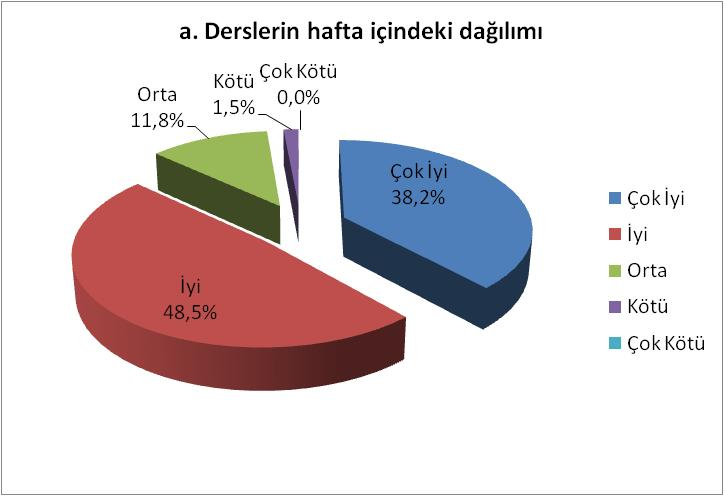 a. Derslerin hafta içindeki dağılımı
Çok Kötü
0,0%
Kötü
1,5%
Orta
11,8%
Çok İyi
38,2%
İyi
48,5%
Çok İyi
İyi
Orta
Kötü
Çok Kötü